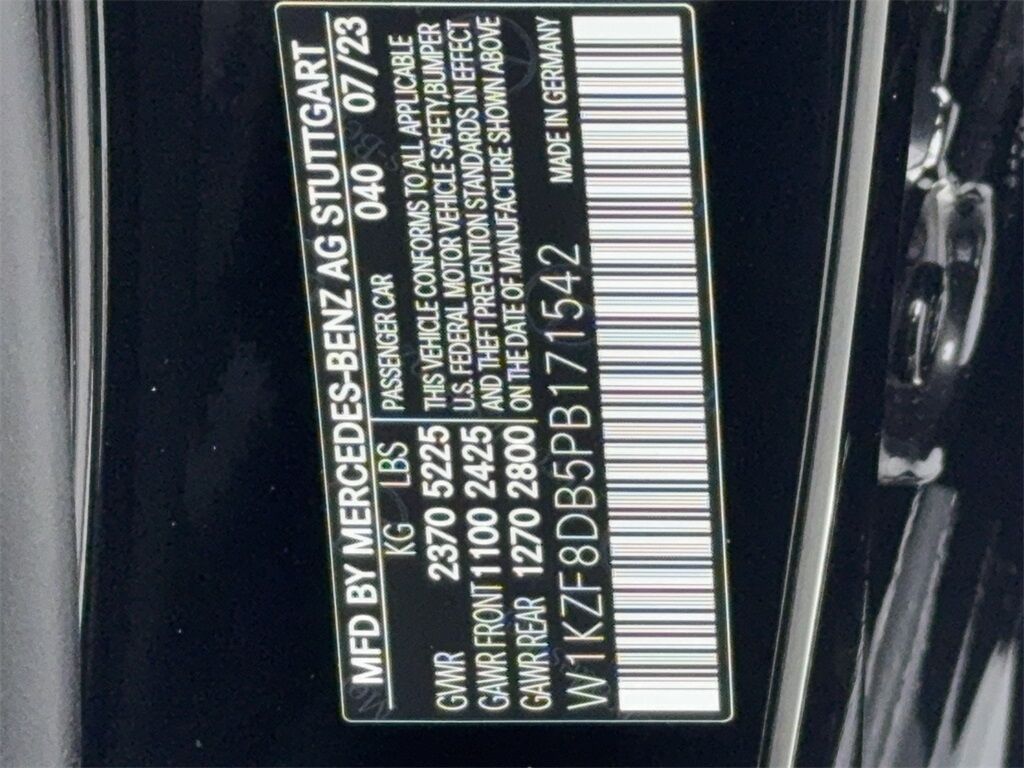 MFD BY MERCEDES-BENZ AG STUTTGART
KG LBS 040 07/23
PASSENGER CAR
GVWR 2370 5225 THIS VEHICLE CONFORMS TO ALL APPLICABLE
U.S. FEDERAL MOTOR VEHICLE SAFETY,BUMPER
GAWR FRONT 1100 2425 AND THEFT PREVENTION STANDARDS IN EFFECT
GAWR REAR 1270 2800 ON THE DATE OF MANUFACTURE SHOWN ABOVE
MADE IN GERMANY
W1KZF8DB5PB171542